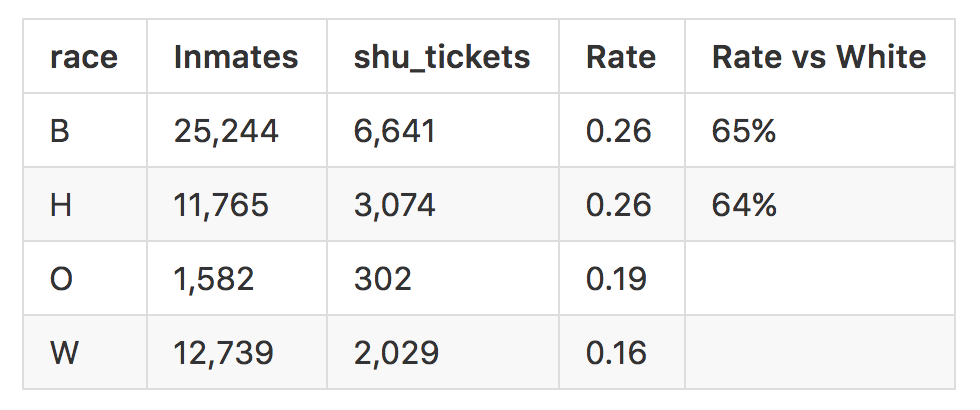 race Inmates shu_tickets Rate Rate vs White
B 25,244 6,641 0.26 65%
H 11,765 3,074 0.26 64%
O 1,582 302 0.19
W 12,739 2,029 0.16